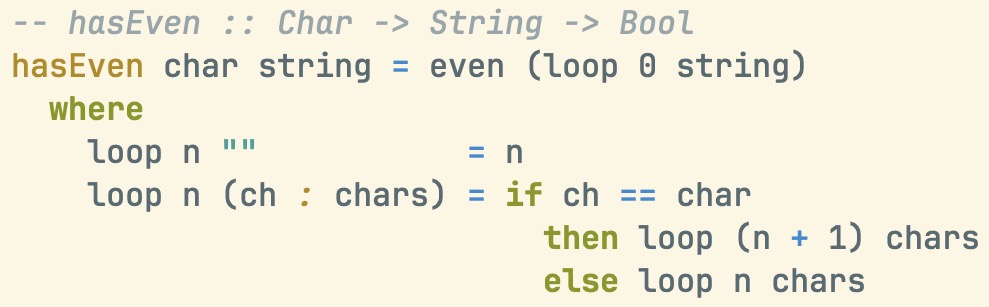 -- hasEven :: Char -> String -> Bool
hasEven char string = even (loop 0 string)
  where
    loop n ""           = n
    loop n (ch : chars) = if ch == char
                            then loop (n + 1) chars
                            else loop n chars